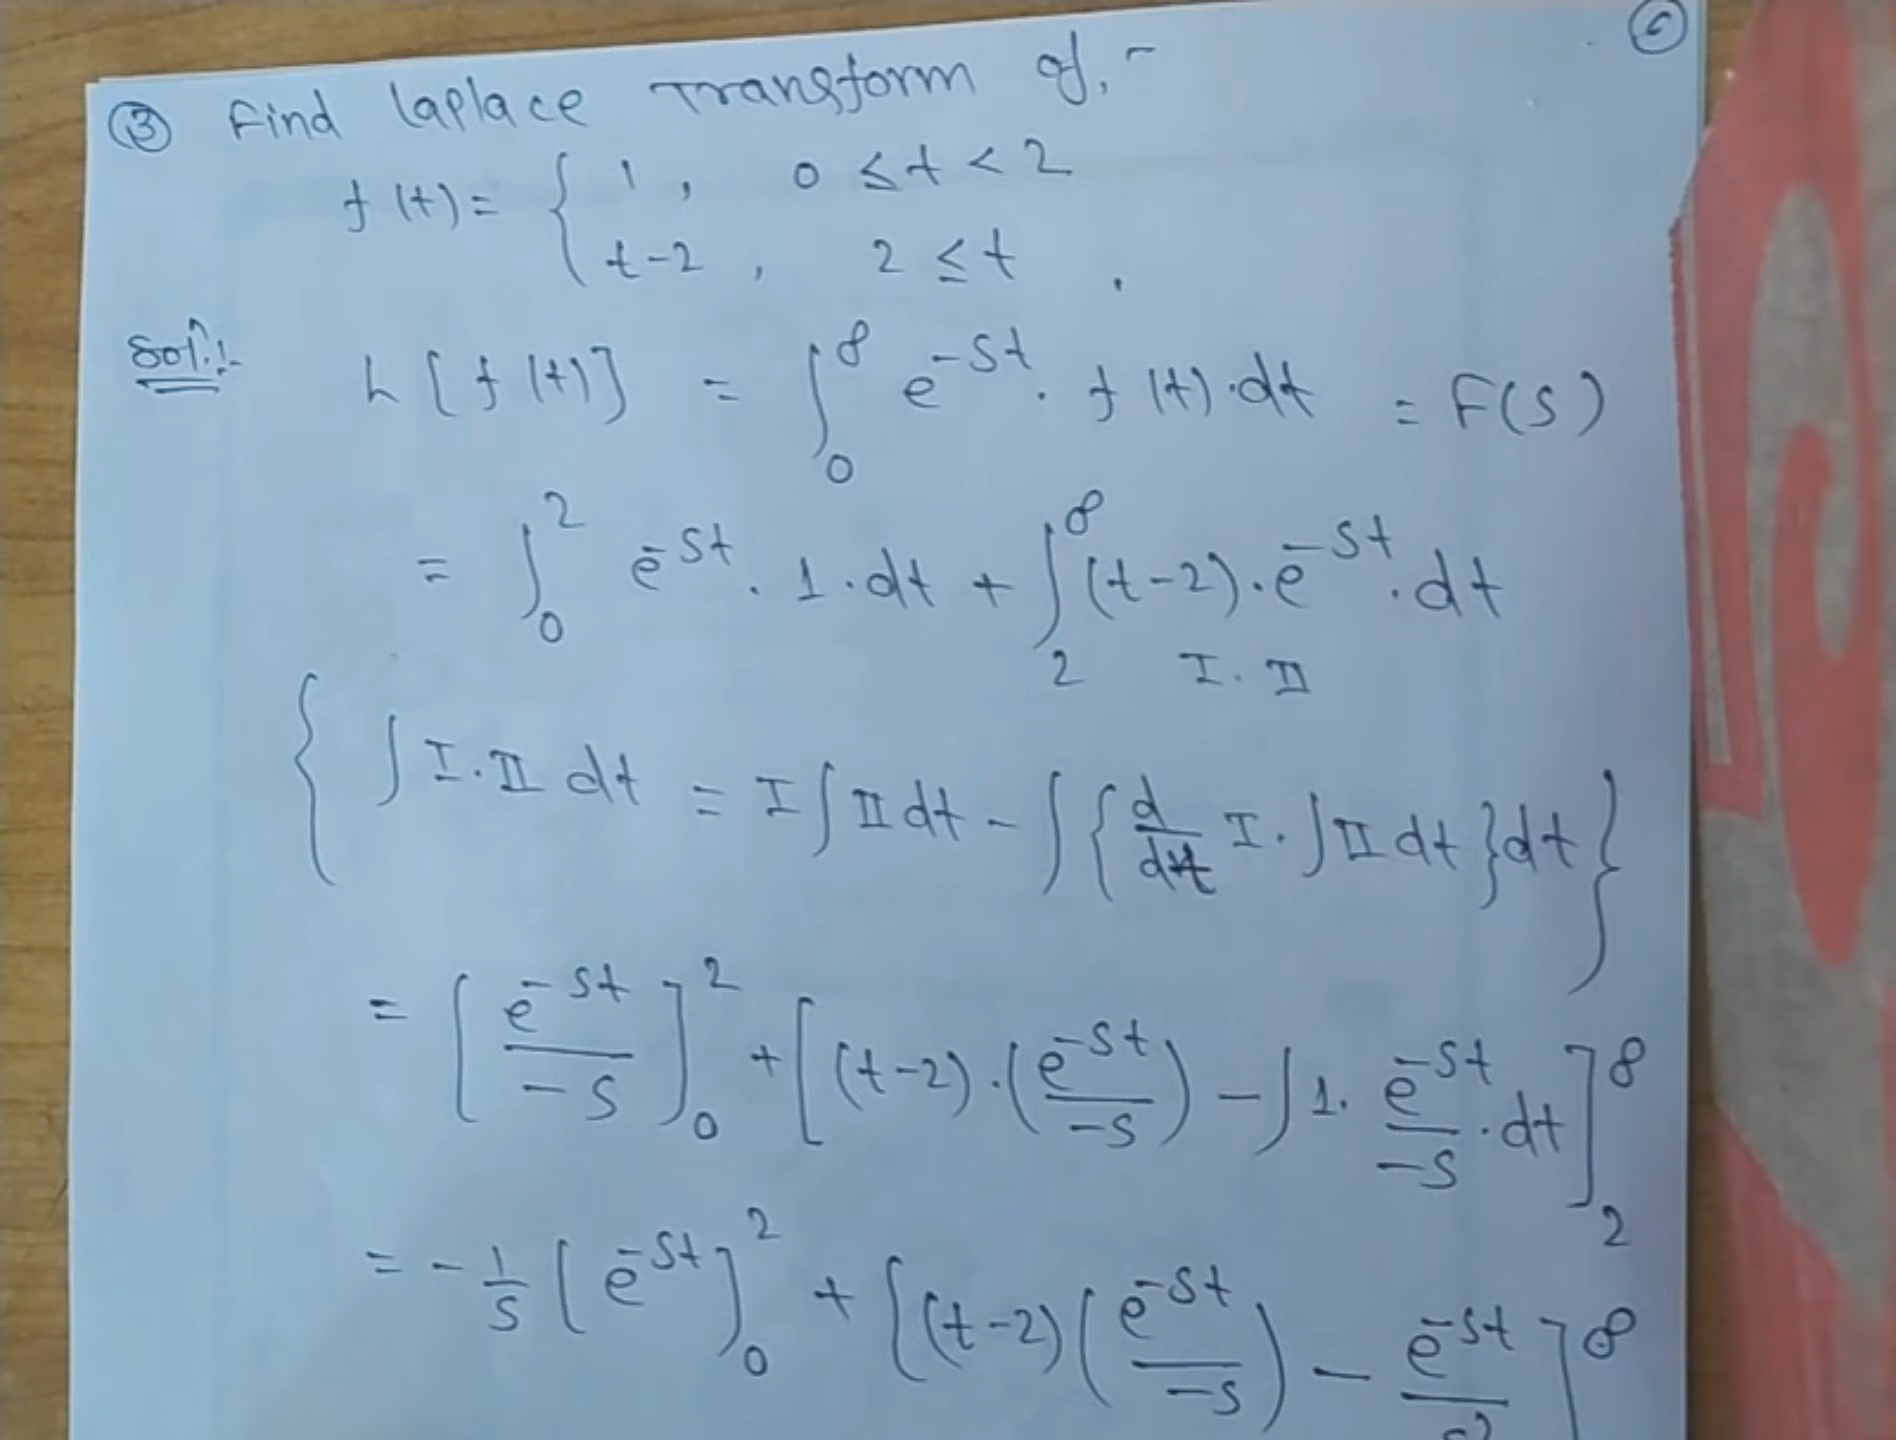 ⑥
③ Find Laplace Transform of :-
f(t) = { 1 , 0 ≤ t < 2
t-2 , 2 ≤ t .
Solⁿ:- L[f(t)] = ∫₀^∞ e^{-st} . f(t) . dt = F(s)
= ∫₀² e^{-st} . 1 . dt + ∫₂^∞ (t-2) . e^{-st} . dt
I . II
{ ∫ I . II dt = I ∫ II dt - ∫ { d/dt I . ∫ II dt } dt }
= [ e^{-st} / -s ]₀² + [ (t-2) . ( e^{-st} / -s ) - ∫ 1 . e^{-st} / -s . dt ]₂^∞
= - 1/s [ e^{-st} ]₀² + [ (t-2) ( e^{-st} / -s ) - e^{-st} / ]^∞